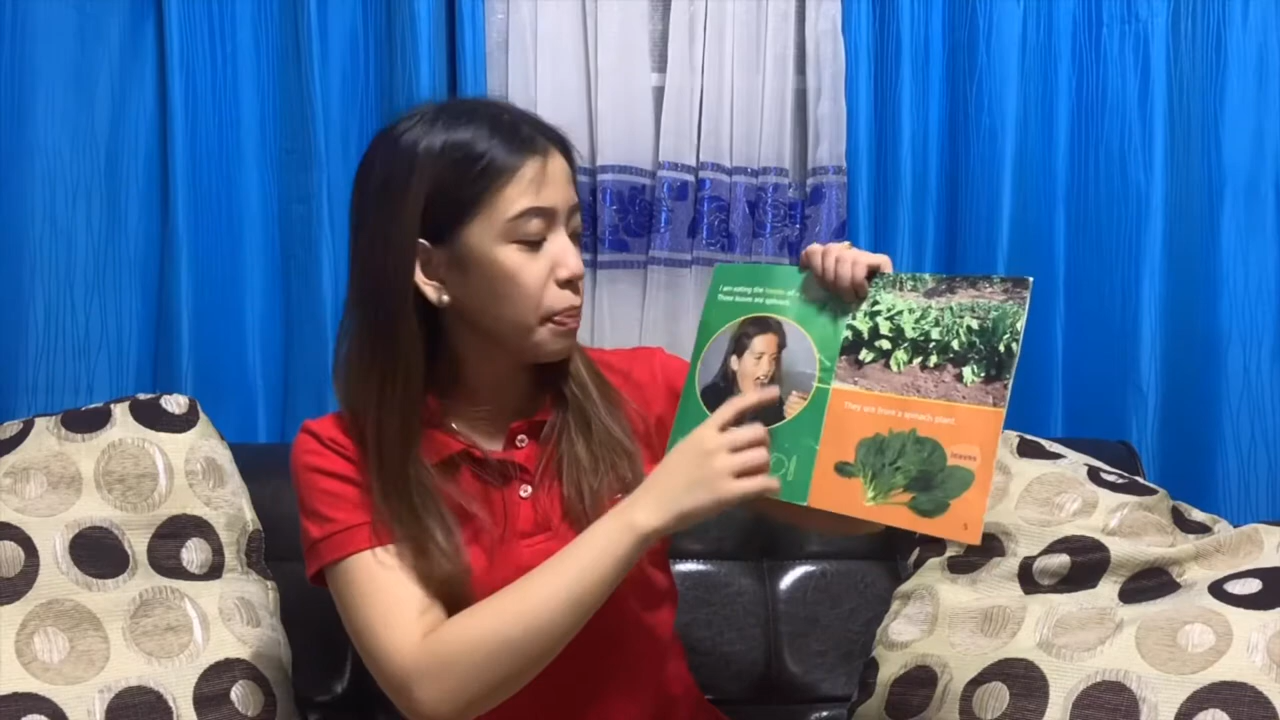 I am eating the leaves of
These leaves are spinach.
They are from a spinach plant.
leaves
5